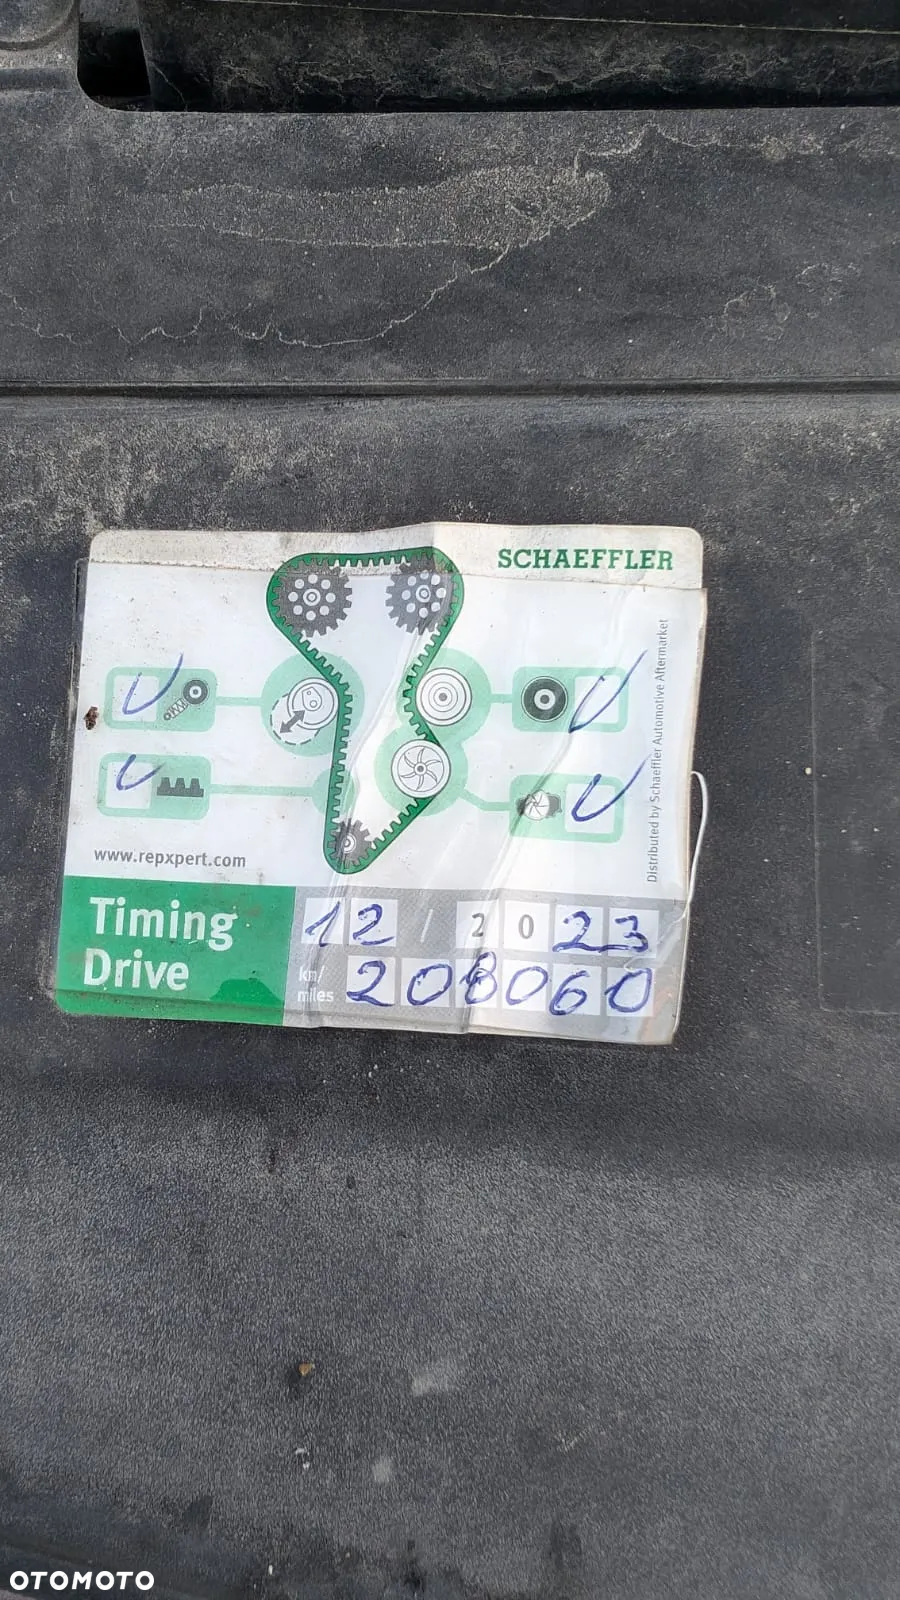 SCHAEFFLER
Distributed by Schaeffler Automotive Aftermarket
www.repxpert.com
Timing
Drive
12 / 2023
km/
miles
208060
OTOMOTO